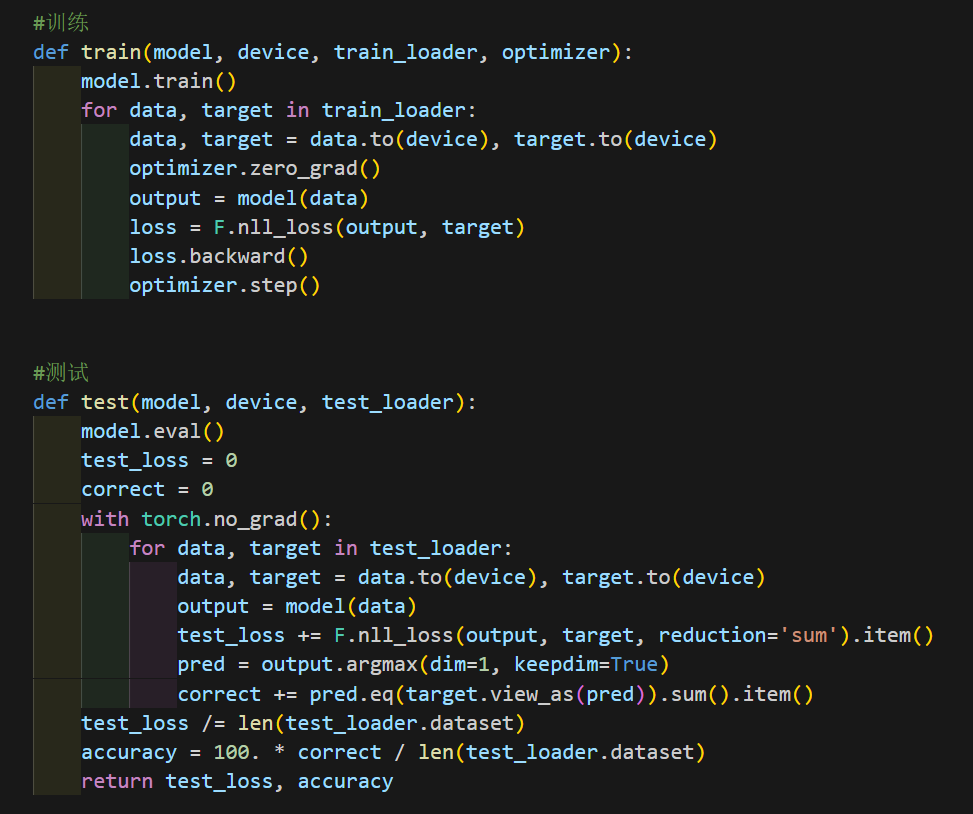 #训练
def train(model, device, train_loader, optimizer):
    model.train()
    for data, target in train_loader:
        data, target = data.to(device), target.to(device)
        optimizer.zero_grad()
        output = model(data)
        loss = F.nll_loss(output, target)
        loss.backward()
        optimizer.step()
#测试
def test(model, device, test_loader):
    model.eval()
    test_loss = 0
    correct = 0
    with torch.no_grad():
        for data, target in test_loader:
            data, target = data.to(device), target.to(device)
            output = model(data)
            test_loss += F.nll_loss(output, target, reduction='sum').item()
            pred = output.argmax(dim=1, keepdim=True)
            correct += pred.eq(target.view_as(pred)).sum().item()
    test_loss /= len(test_loader.dataset)
    accuracy = 100. * correct / len(test_loader.dataset)
    return test_loss, accuracy